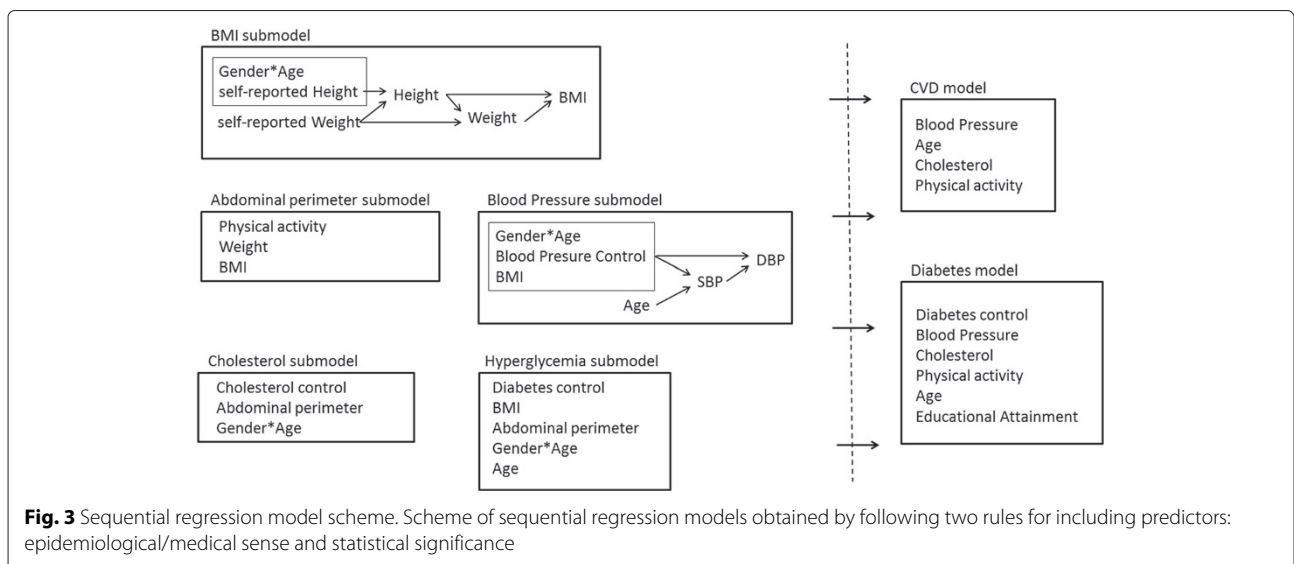 BMI submodel
Gender*Age
self-reported Height
self-reported Weight
Height
Weight
BMI
Abdominal perimeter submodel
Physical activity
Weight
BMI
Blood Pressure submodel
Gender*Age
Blood Presure Control
BMI
Age
SBP
DBP
Cholesterol submodel
Cholesterol control
Abdominal perimeter
Gender*Age
Hyperglycemia submodel
Diabetes control
BMI
Abdominal perimeter
Gender*Age
Age
CVD model
Blood Pressure
Age
Cholesterol
Physical activity
Diabetes model
Diabetes control
Blood Pressure
Cholesterol
Physical activity
Age
Educational Attainment
Fig. 3 Sequential regression model scheme. Scheme of sequential regression models obtained by following two rules for including predictors:
epidemiological/medical sense and statistical significance